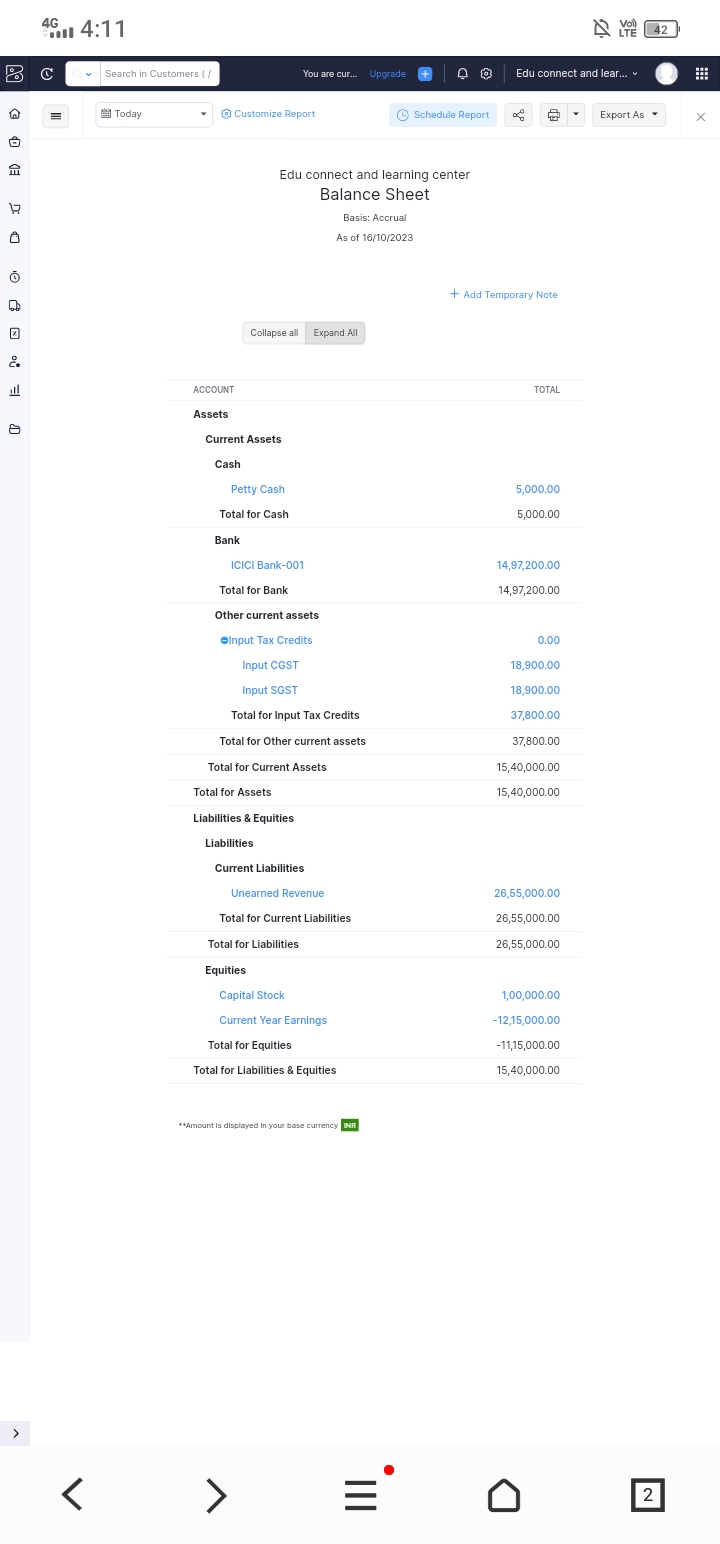 4G 4:11 Vo)) LTE 42
Search in Customers ( / You are cur... Upgrade Edu connect and lear...
Today Customize Report Schedule Report Export As
Edu connect and learning center
Balance Sheet
Basis: Accrual
As of 16/10/2023
Add Temporary Note
Collapse all Expand All
ACCOUNT TOTAL
Assets
Current Assets
Cash
Petty Cash 5,000.00
Total for Cash 5,000.00
Bank
ICICI Bank-001 14,97,200.00
Total for Bank 14,97,200.00
Other current assets
Input Tax Credits 0.00
Input CGST 18,900.00
Input SGST 18,900.00
Total for Input Tax Credits 37,800.00
Total for Other current assets 37,800.00
Total for Current Assets 15,40,000.00
Total for Assets 15,40,000.00
Liabilities & Equities
Liabilities
Current Liabilities
Unearned Revenue 26,55,000.00
Total for Current Liabilities 26,55,000.00
Total for Liabilities 26,55,000.00
Equities
Capital Stock 1,00,000.00
Current Year Earnings -12,15,000.00
Total for Equities -11,15,000.00
Total for Liabilities & Equities 15,40,000.00
**Amount is displayed in your base currency INR
2